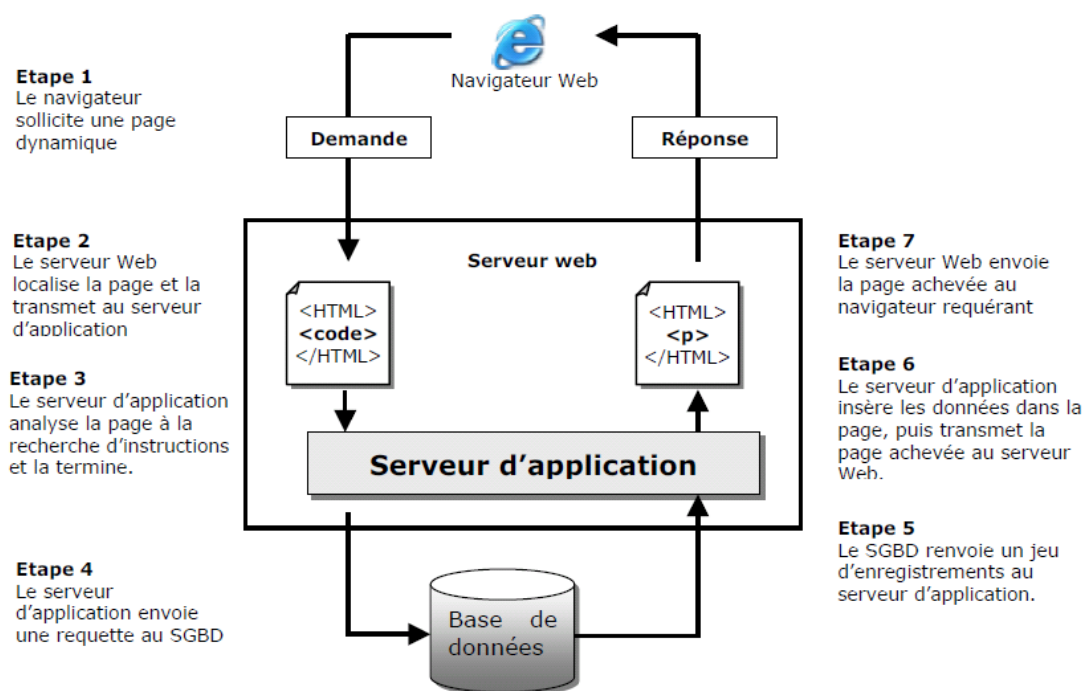 Navigateur Web
Etape 1
Le navigateur
sollicite une page
dynamique
Demande
Réponse
Etape 2
Le serveur Web
localise la page et la
transmet au serveur
d'application
Serveur web
<HTML>
<code>
</HTML>
<HTML>
<p>
</HTML>
Etape 7
Le serveur Web envoie
la page achevée au
navigateur requérant
Etape 3
Le serveur d'application
analyse la page à la
recherche d'instructions
et la termine.
Etape 6
Le serveur d'application
insère les données dans la
page, puis transmet la
page achevée au serveur
Web.
Serveur d'application
Etape 4
Le serveur
d'application envoie
une requette au SGBD
Base de
données
Etape 5
Le SGBD renvoie un jeu
d'enregistrements au
serveur d'application.